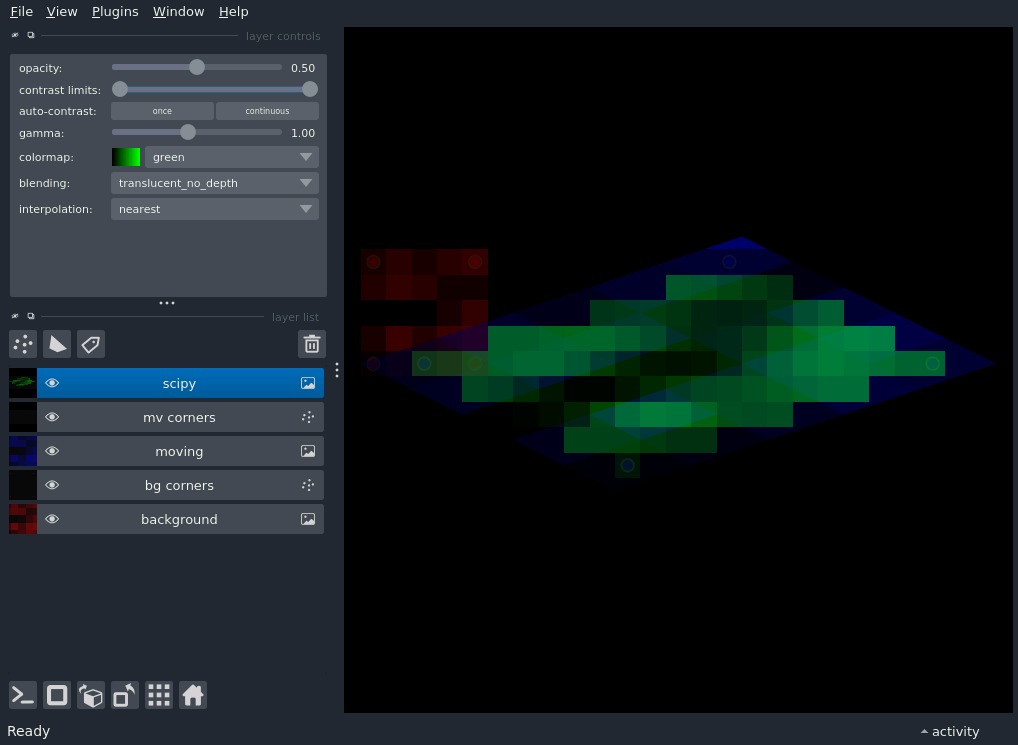 File View Plugins Window Help
layer controls
opacity: 0.50
contrast limits:
auto-contrast: once continuous
gamma: 1.00
colormap: green
blending: translucent_no_depth
interpolation: nearest
layer list
scipy
mv corners
moving
bg corners
background
Ready activity